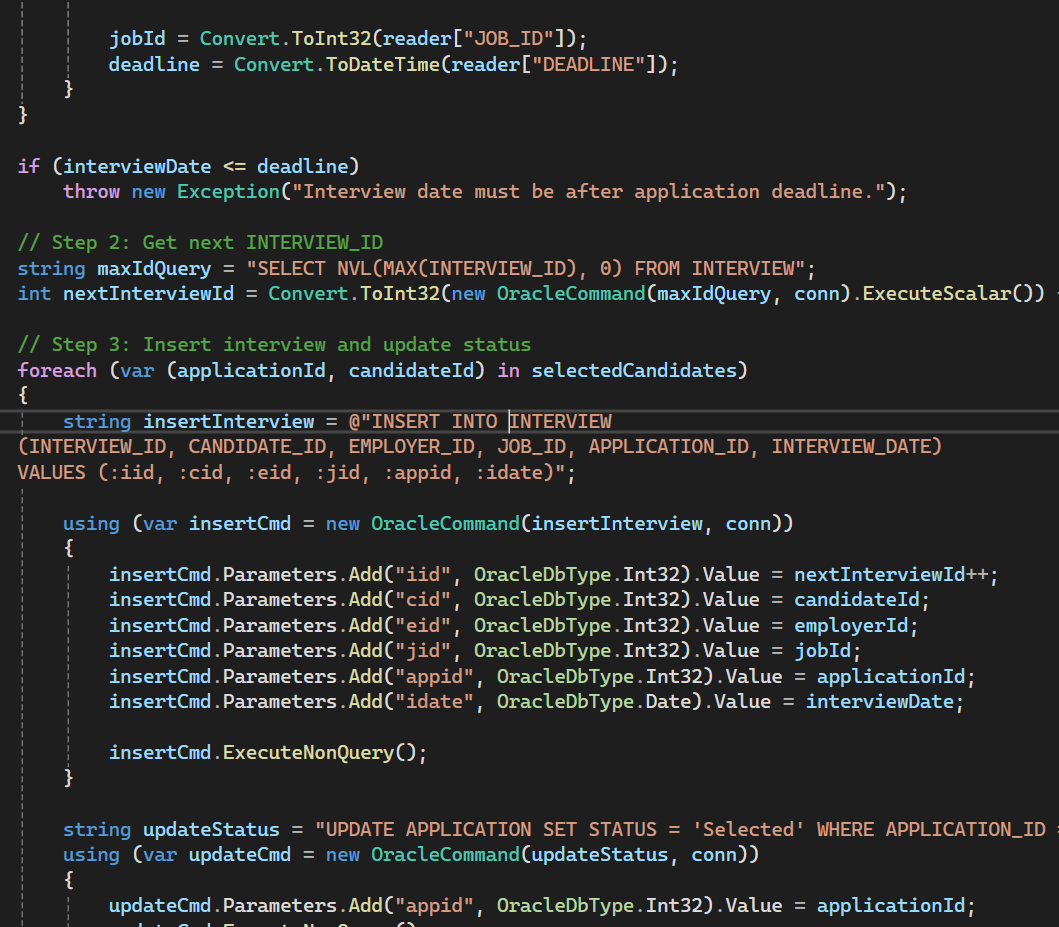 jobId = Convert.ToInt32(reader["JOB_ID"]);
deadline = Convert.ToDateTime(reader["DEADLINE"]);
}
}
if (interviewDate <= deadline)
throw new Exception("Interview date must be after application deadline.");
// Step 2: Get next INTERVIEW_ID
string maxIdQuery = "SELECT NVL(MAX(INTERVIEW_ID), 0) FROM INTERVIEW";
int nextInterviewId = Convert.ToInt32(new OracleCommand(maxIdQuery, conn).ExecuteScalar())
// Step 3: Insert interview and update status
foreach (var (applicationId, candidateId) in selectedCandidates)
{
string insertInterview = @"INSERT INTO INTERVIEW
(INTERVIEW_ID, CANDIDATE_ID, EMPLOYER_ID, JOB_ID, APPLICATION_ID, INTERVIEW_DATE)
VALUES (:iid, :cid, :eid, :jid, :appid, :idate)";
using (var insertCmd = new OracleCommand(insertInterview, conn))
{
insertCmd.Parameters.Add("iid", OracleDbType.Int32).Value = nextInterviewId++;
insertCmd.Parameters.Add("cid", OracleDbType.Int32).Value = candidateId;
insertCmd.Parameters.Add("eid", OracleDbType.Int32).Value = employerId;
insertCmd.Parameters.Add("jid", OracleDbType.Int32).Value = jobId;
insertCmd.Parameters.Add("appid", OracleDbType.Int32).Value = applicationId;
insertCmd.Parameters.Add("idate", OracleDbType.Date).Value = interviewDate;
insertCmd.ExecuteNonQuery();
}
string updateStatus = "UPDATE APPLICATION SET STATUS = 'Selected' WHERE APPLICATION_ID
using (var updateCmd = new OracleCommand(updateStatus, conn))
{
updateCmd.Parameters.Add("appid", OracleDbType.Int32).Value = applicationId;